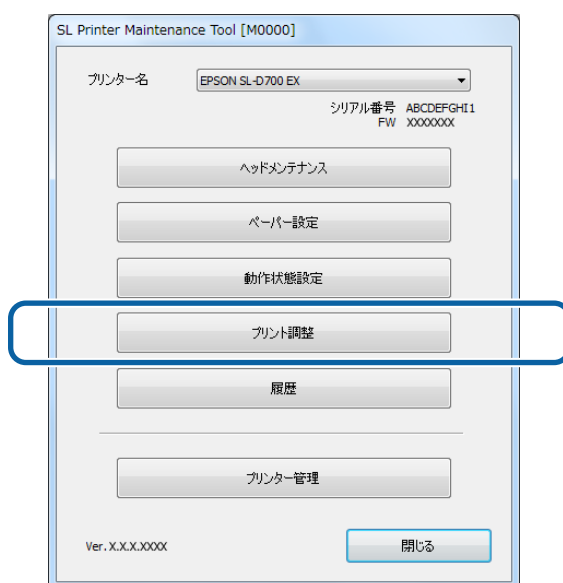 SL Printer Maintenance Tool [M0000]
プリンター名 EPSON SL-D700 EX
シリアル番号 ABCDEFGHI1
FW XXXXXXX
ヘッドメンテナンス
ペーパー設定
動作状態設定
プリント調整
履歴
プリンター管理
Ver.X.X.X.XXXX 閉じる